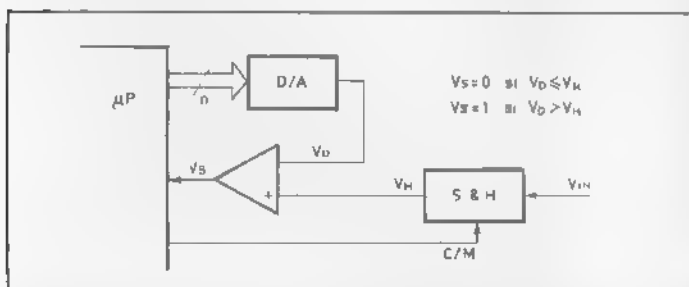 D/A
VS=0 si VD≤VH
VS=1 si VD>VH
μP
n
VD
VS
+
VH
S & H
VIN
C/M